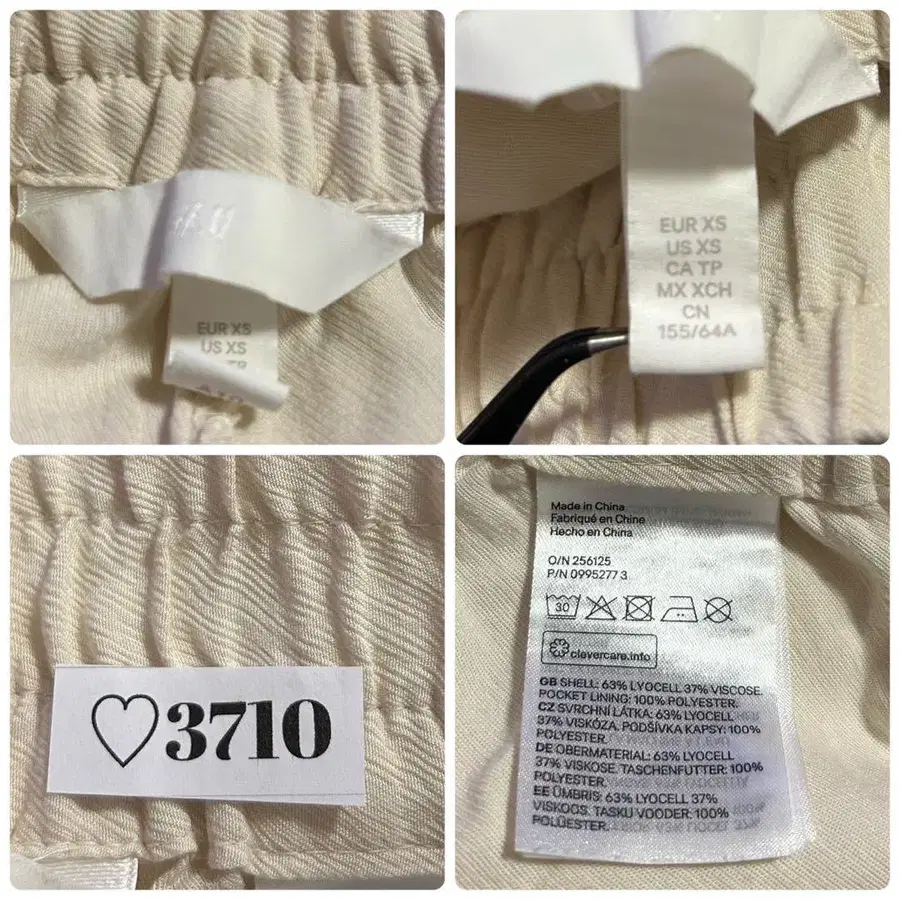 H&M
EUR XS
US XS
EUR XS
US XS
CA TP
MX XCH
CN
155/64A
♡3710
Made in China
Fabriqué en Chine
Hecho en China
O/N 256125
P/N 0995277 3
30
clevercare.info
GB SHELL: 63% LYOCELL 37% VISCOSE.
POCKET LINING: 100% POLYESTER.
CZ SVRCHNÍ LÁTKA: 63% LYOCELL
37% VISKÓZA. PODŠÍVKA KAPSY: 100%
POLYESTER.
DE OBERMATERIAL: 63% LYOCELL
37% VISKOSE. TASCHENFUTTER: 100%
POLYESTER.
EE ÜMBRIS: 63% LYOCELL 37%
VISKOOS. TASKU VOODER: 100%
POLÜESTER.